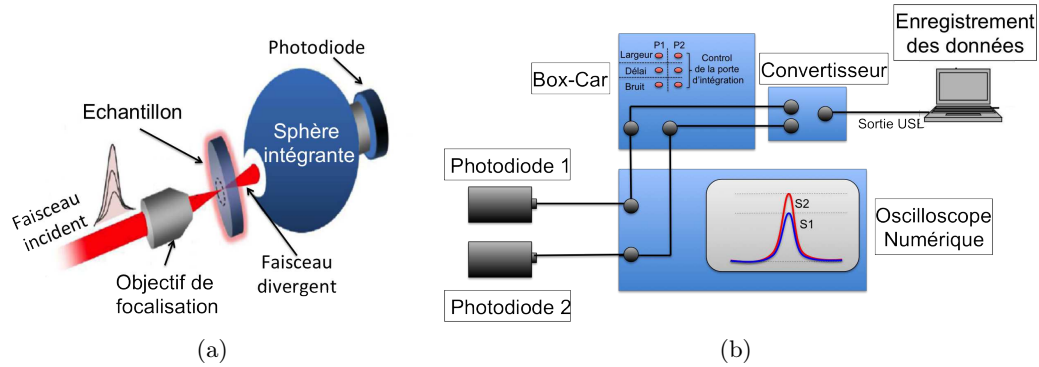 Photodiode
Echantillon
Sphère
intégrante
Faisceau
incident
Objectif de
focalisation
Faisceau
divergent
(a)
Enregistrement
des données
Box-Car
P1 P2
Largeur
Délai
Bruit
Control
de la porte
d'intégration
Convertisseur
Sortie USL
Photodiode 1
Photodiode 2
S2
S1
Oscilloscope
Numérique
(b)